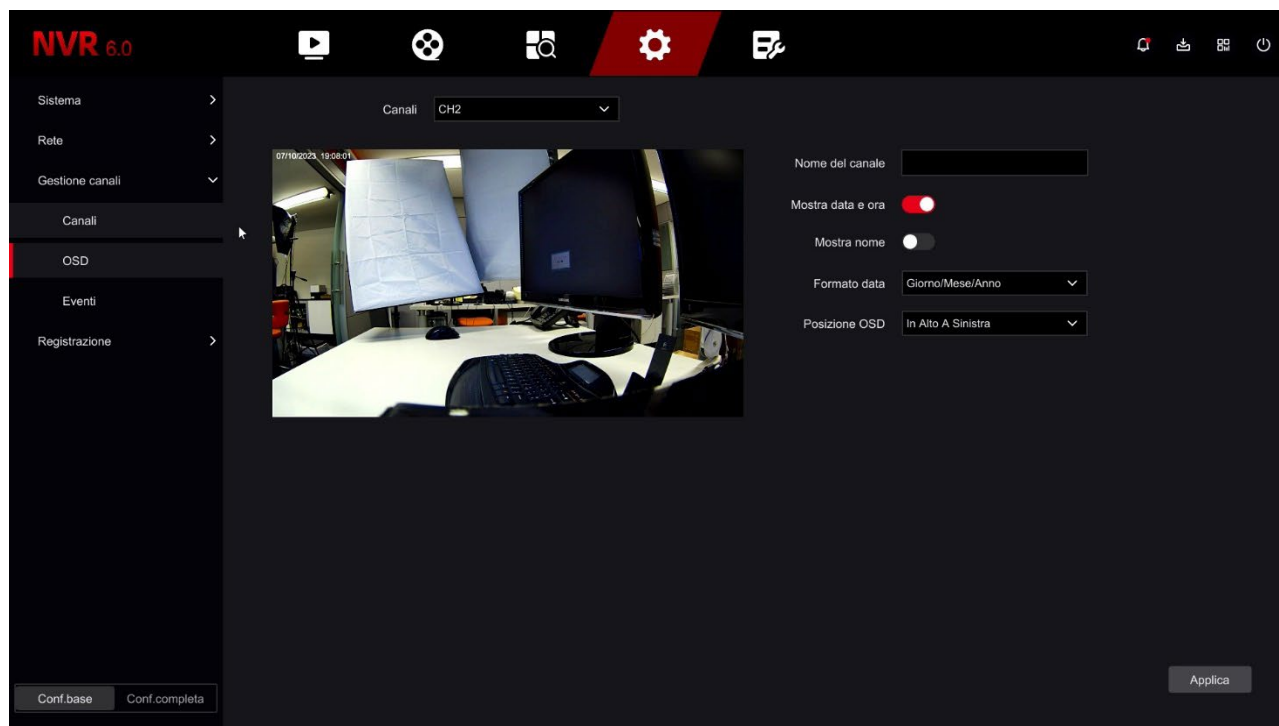 NVR 6.0
Sistema
Rete
Gestione canali
Canali
OSD
Eventi
Registrazione
Conf.base Conf.completa
Canali CH2
07/10/2023 19:08:01
Nome del canale
Mostra data e ora
Mostra nome
Formato data Giorno/Mese/Anno
Posizione OSD In Alto A Sinistra
Applica